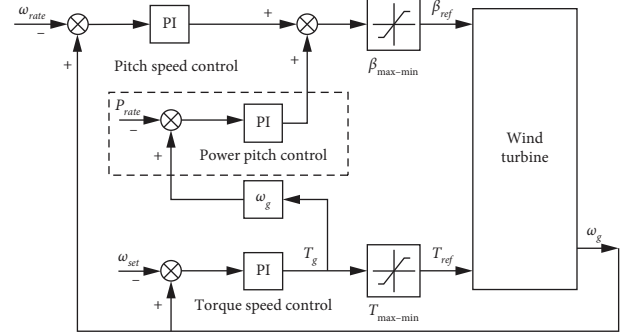 ω_rate
−
+
PI
Pitch speed control
+
+
β_max–min
β_ref
P_rate
−
+
PI
Power pitch control
Wind
turbine
ω_g
ω_g
ω_set
−
+
PI
Torque speed control
T_g
T_max–min
T_ref